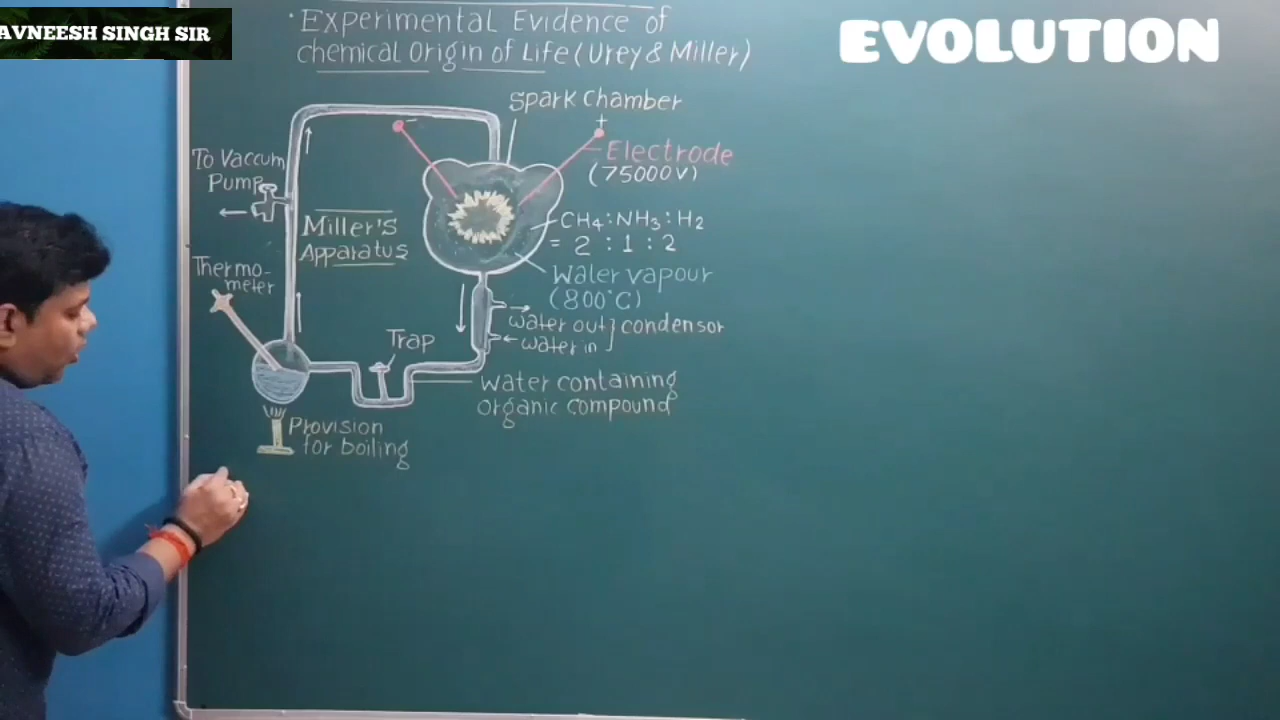 AVNEESH SINGH SIR
EVOLUTION
Experimental Evidence of
chemical Origin of Life (Urey & Miller)
Spark Chamber
-
+
Electrode
(75000V)
To Vaccum
Pump
Miller's
Apparatus
CH4:NH3:H2
= 2 : 1 : 2
Water vapour
(800°C)
Thermo-
meter
water out
water in
condensor
Trap
Water containing
organic compound
Provision
for boiling